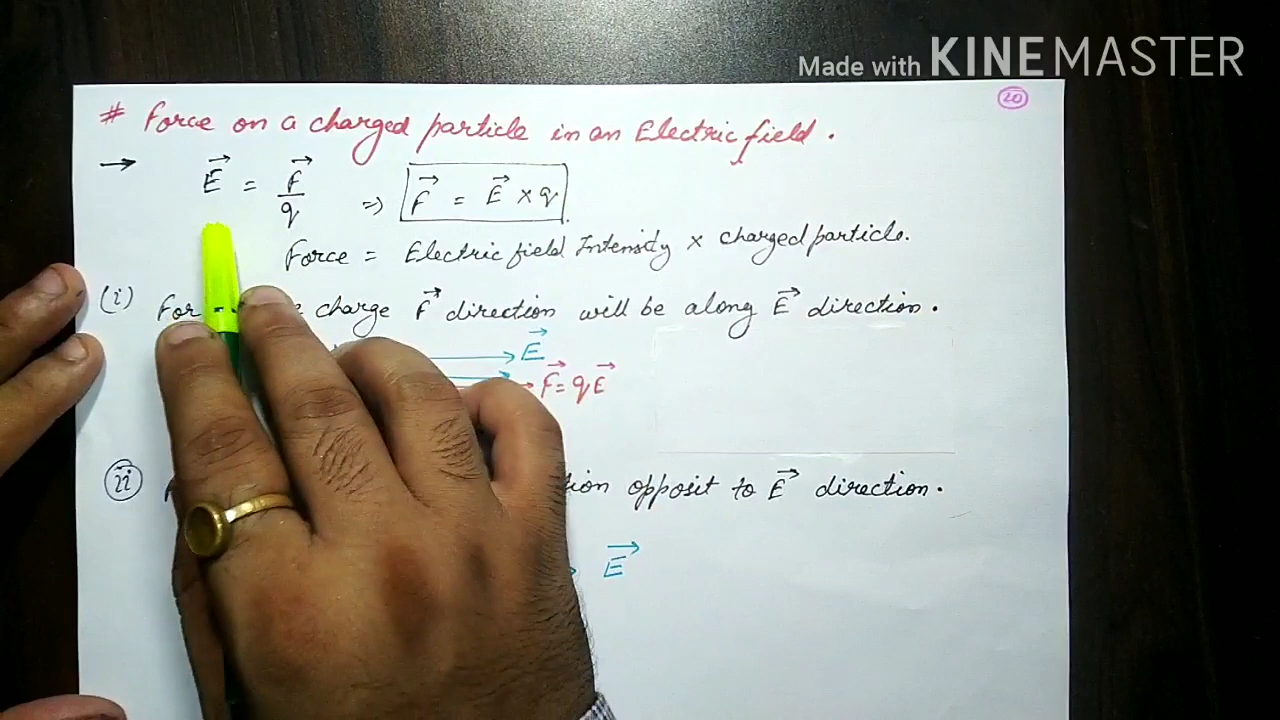 Made with KINEMASTER
20
# Force on a charged particle in an Electric field.
→ E⃗ = F⃗/q ⇒ F⃗ = E⃗ × q
Force = Electric field Intensity × charged particle.
(i) For charge F⃗ direction will be along E⃗ direction.
E⃗
F⃗ = qE⃗
ii opposit to E⃗ direction.
E⃗